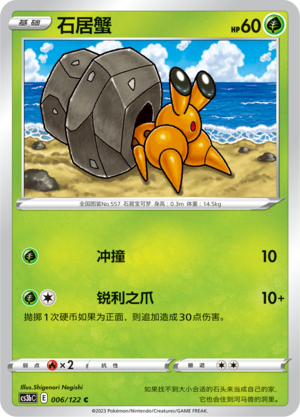 基础 石居蟹 HP60
全国图鉴No.557 石居宝可梦 身高：0.3m 体重：14.5kg
冲撞 10
锐利之爪 10+
抛掷1次硬币如果为正面，则追加造成30点伤害。
弱点 ×2 抗性 撤退
Illus.Shigenori Negishi
cs3bC E 006/122 C
如果找不到大小合适的石头来当成自己的家，
它也会住到河马兽的洞里。
©2023 Pokémon/Nintendo/Creatures/GAME FREAK.